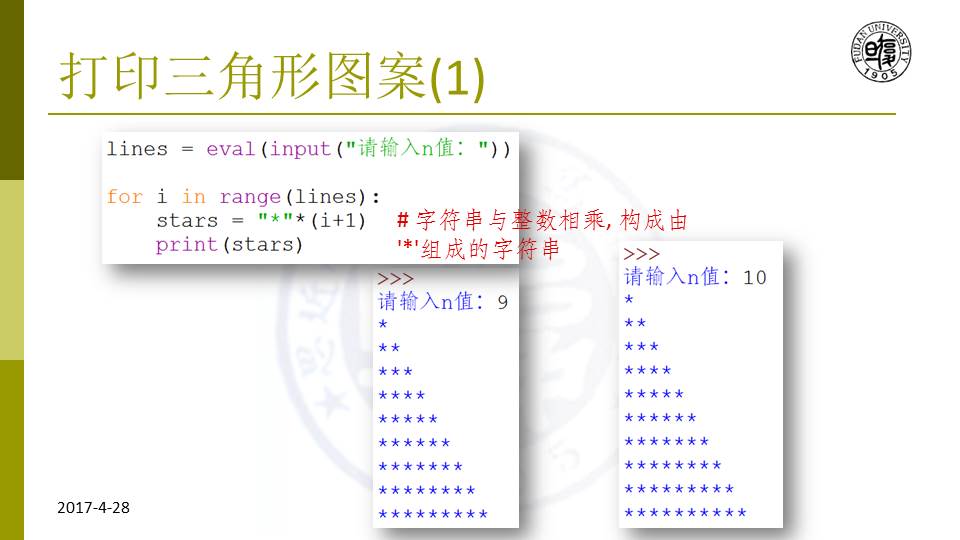 打印三角形图案(1)
FUDAN UNIVERSITY
1905
lines = eval(input("请输入n值："))
for i in range(lines):
    stars = "*"*(i+1)
    print(stars)
# 字符串与整数相乘, 构成由
'*'组成的字符串
>>>
请输入n值：9
*
**
***
****
*****
******
*******
********
*********
>>>
请输入n值：10
*
**
***
****
*****
******
*******
********
*********
**********
2017-4-28